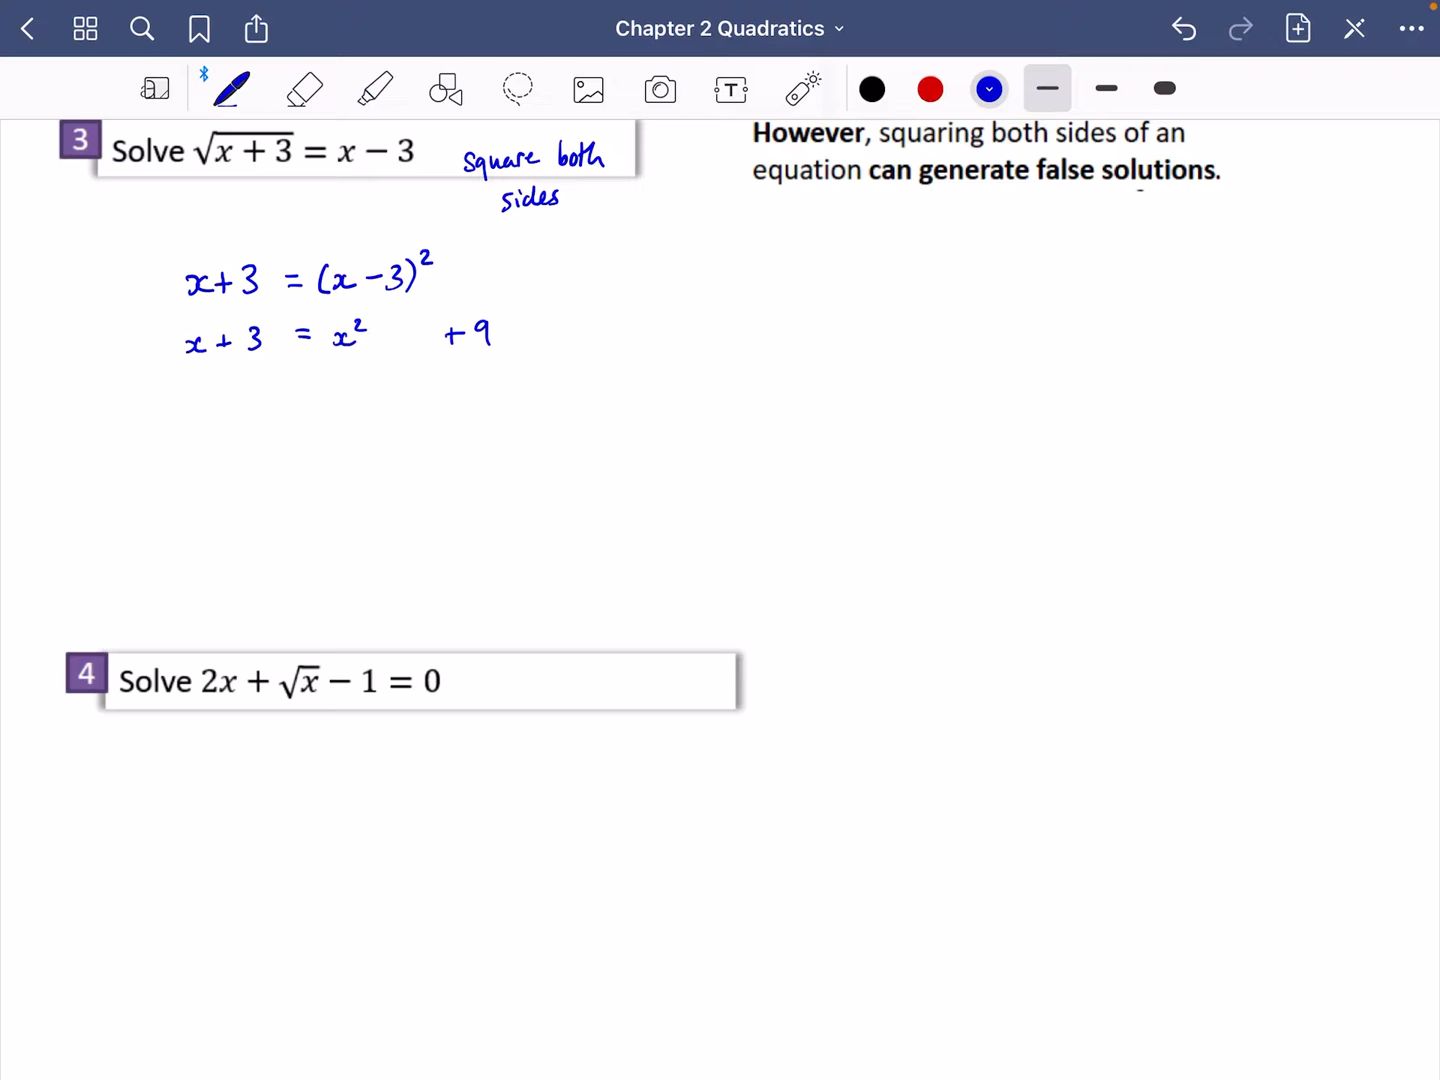 Chapter 2 Quadratics
3 Solve √(x + 3) = x − 3
square both
sides
However, squaring both sides of an
equation can generate false solutions.
x + 3 = (x − 3)²
x + 3 = x² + 9
4 Solve 2x + √x − 1 = 0